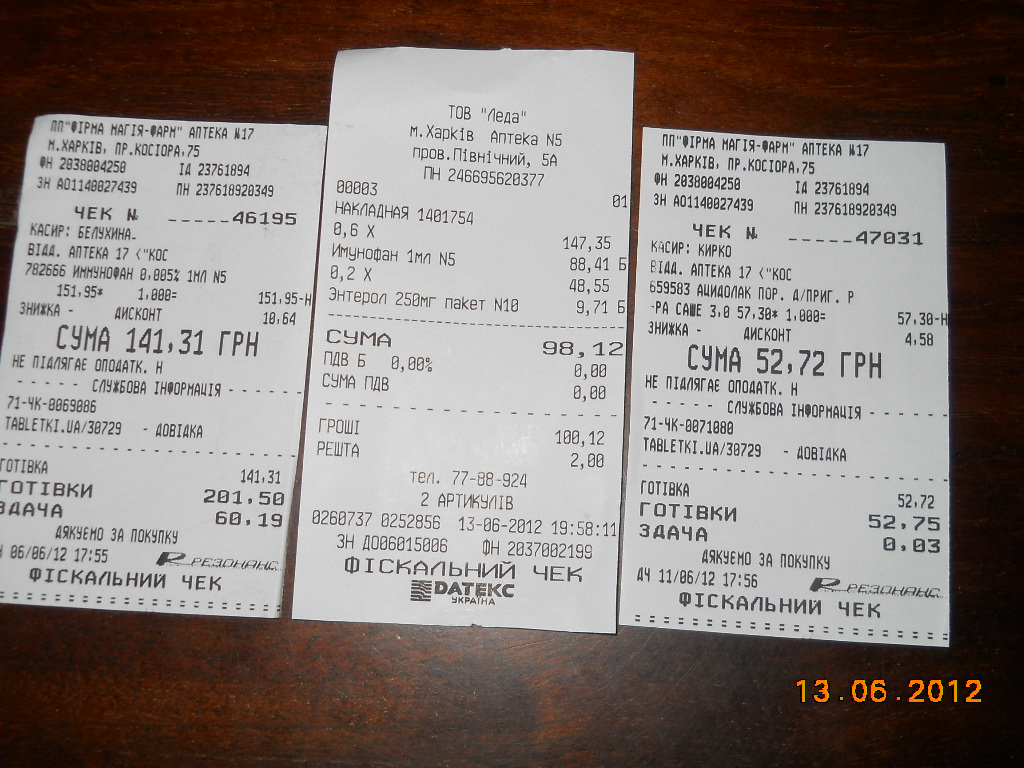 ПП"ФІРМА МАГІЯ-ФАРМ" АПТЕКА №17
М.ХАРКІВ, ПР.КОСІОРА,75
ФН 2038004250 ІД 23761894
ЗН АО1140027439 ПН 237618920349
ЧЕК № _____46195
КАСИР: БЕЛУХИНА-
ВІДД. АПТЕКА 17 <"КОС
782666 ИММУНОФАН 0,005% 1МЛ N5
151,95* 1,000= 151,95-Н
ЗНИЖКА - ДИСКОНТ 10,64
СУМА 141,31 ГРН
НЕ ПІДЛЯГАЄ ОПОДАТК. Н
- - - - - СЛУЖБОВА ІНФОРМАЦІЯ - - - - -
71-ЧК-0069086
TABLETKI.UA/30729 - ДОВІДКА
ГОТІВКА 141,31
ГОТІВКИ 201,50
ЗДАЧА 60,19
ДЯКУЄМО ЗА ПОКУПКУ
06/06/12 17:55 РЕЗОНАНС
ФІСКАЛЬНИЙ ЧЕК
ТОВ "Леда"
м.Харків Аптека N5
пров.Північний, 5А
ПН 246695620377
00003 01
НАКЛАДНАЯ 1401754
0,6 X 147,35
Имунофан 1мл N5 88,41 Б
0,2 X 48,55
Энтерол 250мг пакет N10 9,71 Б
СУМА 98,12
ПДВ Б 0,00% 0,00
СУМА ПДВ 0,00
ГРОШІ 100,12
РЕШТА 2,00
тел. 77-88-924
2 АРТИКУЛІВ
0260737 0252856 13-06-2012 19:58:11
ЗН ДО06015006 ФН 2037002199
ФІСКАЛЬНИЙ ЧЕК
DATEКС
УКРАЇНА
ПП"ФІРМА МАГІЯ-ФАРМ" АПТЕКА №17
М.ХАРКІВ, ПР.КОСІОРА,75
ФН 2038004250 ІД 23761894
ЗН АО1140027439 ПН 237618920349
ЧЕК № _____47031
КАСИР: КИРКО
ВІДД. АПТЕКА 17 <"КОС
659583 АЦИДОЛАК ПОР. Д/ПРИГ. Р
-РА САШЕ 3,0 57,30* 1,000= 57,30-Н
ЗНИЖКА - ДИСКОНТ 4,58
СУМА 52,72 ГРН
НЕ ПІДЛЯГАЄ ОПОДАТК. Н
- - - - - СЛУЖБОВА ІНФОРМАЦІЯ - - - - -
71-ЧК-0071080
TABLETKI.UA/30729 - ДОВІДКА
ГОТІВКА 52,72
ГОТІВКИ 52,75
ЗДАЧА 0,03
ДЯКУЄМО ЗА ПОКУПКУ
ДЧ 11/06/12 17:56 РЕЗОНАНС
ФІСКАЛЬНИЙ ЧЕК
13.06.2012